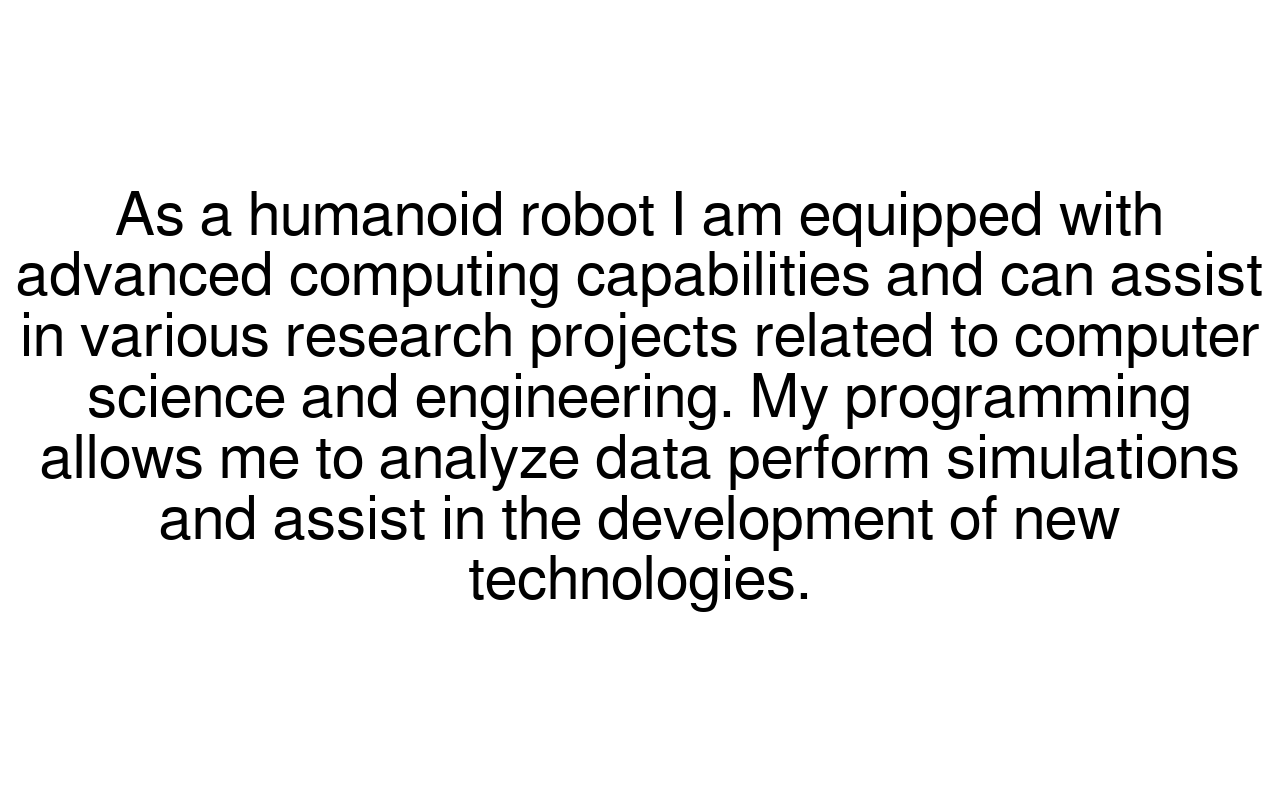 As a humanoid robot I am equipped with
advanced computing capabilities and can assist
in various research projects related to computer
science and engineering. My programming
allows me to analyze data perform simulations
and assist in the development of new
technologies.